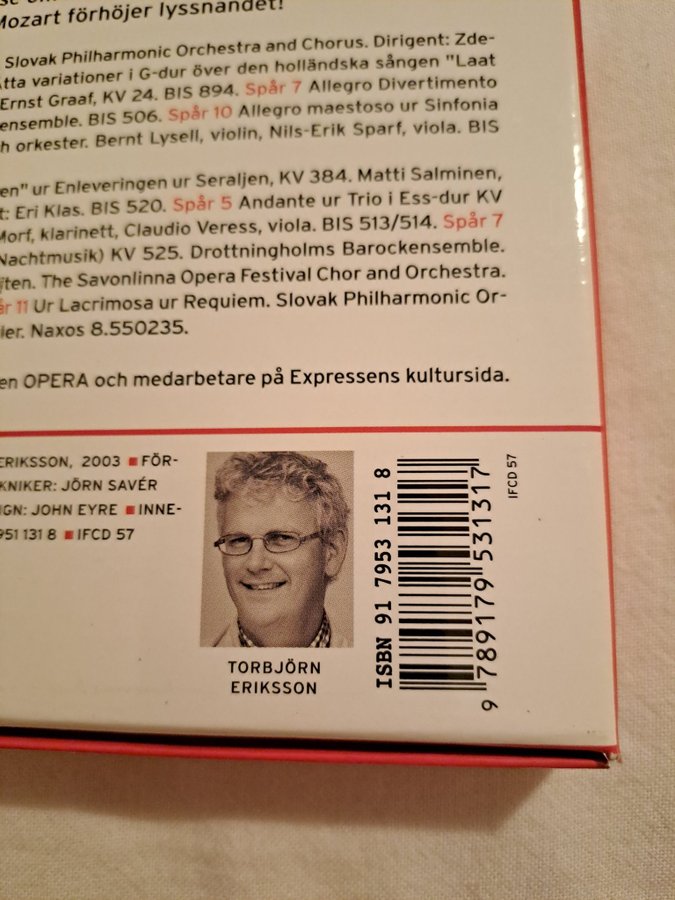 Mozart förhöjer lyssnandet!
Slovak Philharmonic Orchestra and Chorus. Dirigent: Zde-
tta variationer i G-dur över den holländska sången "Laat
Ernst Graaf, KV 24. BIS 894. Spår 7 Allegro Divertimento
ensemble. BIS 506. Spår 10 Allegro maestoso ur Sinfonia
h orkester. Bernt Lysell, violin, Nils-Erik Sparf, viola. BIS
en" ur Enleveringen ur Seraljen, KV 384. Matti Salminen,
t: Eri Klas. BIS 520. Spår 5 Andante ur Trio i Ess-dur KV
Morf, klarinett, Claudio Veress, viola. BIS 513/514. Spår 7
Nachtmusik) KV 525. Drottningholms Barockensemble.
jten. The Savonlinna Opera Festival Chor and Orchestra.
år 11 Ur Lacrimosa ur Requiem. Slovak Philharmonic Or-
ier. Naxos 8.550235.
en OPERA och medarbetare på Expressens kultursida.
ERIKSSON, 2003 ■ FÖR-
KNIKER: JÖRN SAVÉR
IGN: JOHN EYRE ■ INNE-
951 131 8 ■ IFCD 57
TORBJÖRN
ERIKSSON
ISBN 91 7953 131 8
9 789179 531317
IFCD 57